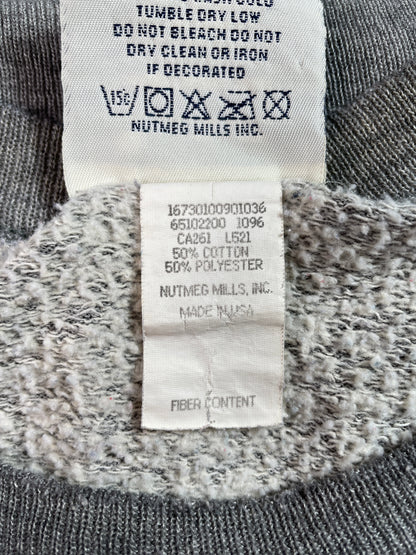 TUMBLE DRY LOW
DO NOT BLEACH DO NOT
DRY CLEAN OR IRON
IF DECORATED
NUTMEG MILLS INC.
16730100901036
65102200 1096
CA261 L521
50% COTTON
50% POLYESTER
NUTMEG MILLS, INC.
MADE IN USA
FIBER CONTENT